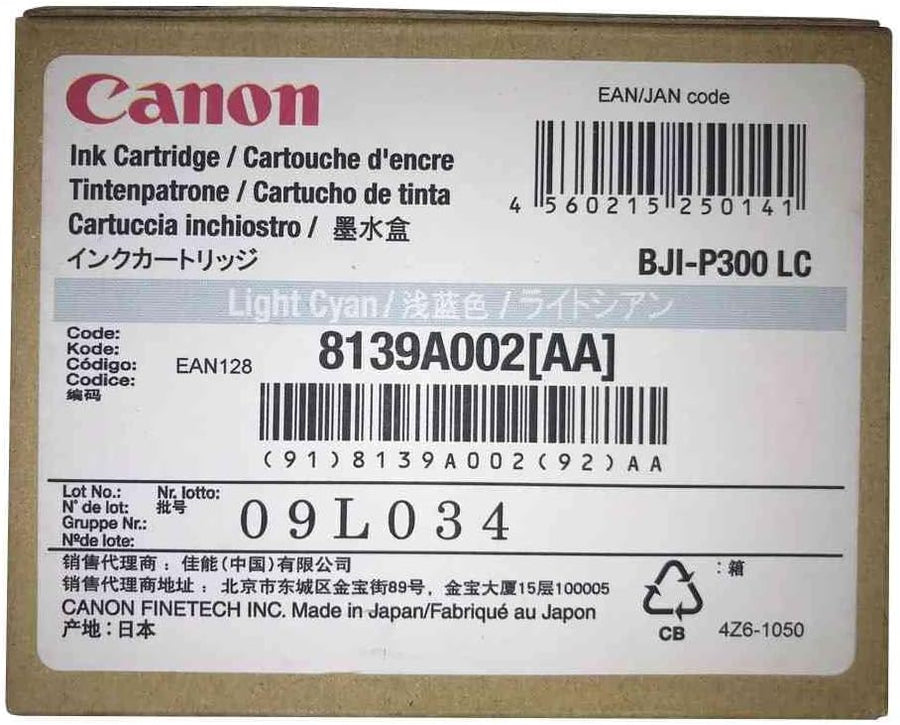 Canon
EAN/JAN code
4 560215 250141
Ink Cartridge / Cartouche d'encre
Tintenpatrone / Cartucho de tinta
Cartuccia inchiostro / 墨水盒
インクカートリッジ
BJI-P300 LC
Light Cyan / 浅蓝色 / ライトシアン
Code:
Kode:
Código:
Codice:
编码
EAN128
8139A002[AA]
(91)8139A002(92)AA
Lot No.: Nr. lotto:
N° de lot: 批号
Gruppe Nr.:
Nºde lote:
09L034
销售代理商：佳能(中国)有限公司
销售代理商地址：北京市东城区金宝街89号，金宝大厦15层100005
CANON FINETECH INC. Made in Japan/Fabriqué au Japon
产地：日本
：箱
CB
4Z6-1050